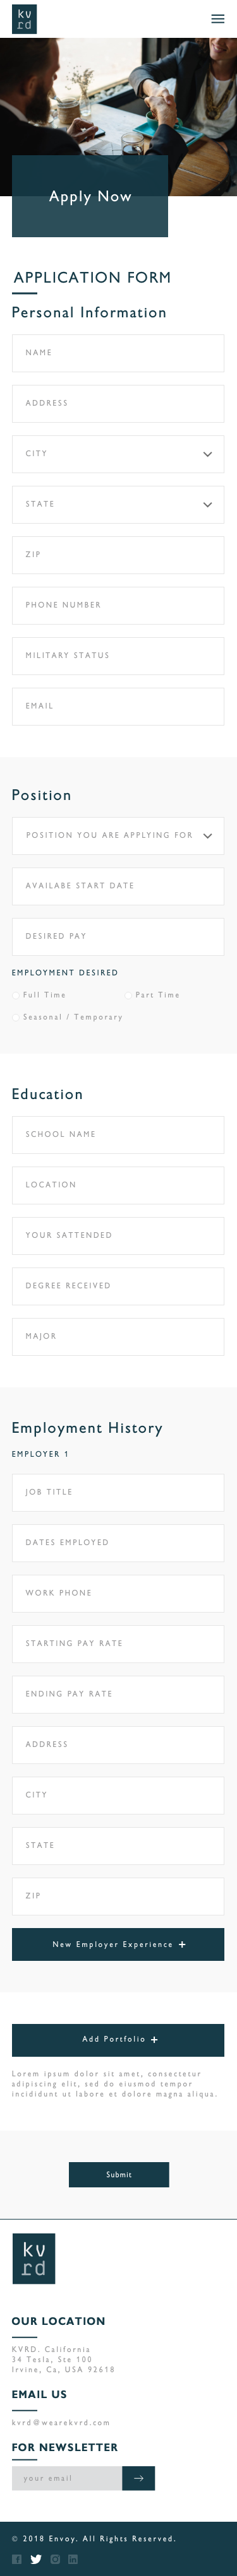 kv
rd
Apply Now
APPLICATION FORM
Personal Information
NAME
ADDRESS
CITY
STATE
ZIP
PHONE NUMBER
MILITARY STATUS
EMAIL
Position
POSITION YOU ARE APPLYING FOR
AVAILABE START DATE
DESIRED PAY
EMPLOYMENT DESIRED
Full Time
Part Time
Seasonal / Temporary
Education
SCHOOL NAME
LOCATION
YOUR SATTENDED
DEGREE RECEIVED
MAJOR
Employment History
EMPLOYER 1
JOB TITLE
DATES EMPLOYED
WORK PHONE
STARTING PAY RATE
ENDING PAY RATE
ADDRESS
CITY
STATE
ZIP
New Employer Experience +
Add Portfolio +
Lorem ipsum dolor sit amet, consectetur
adipiscing elit, sed do eiusmod tempor
incididunt ut labore et dolore magna aliqua.
Submit
kv
rd
OUR LOCATION
KVRD. California
34 Tesla, Ste 100
Irvine, Ca, USA 92618
EMAIL US
kvrd@wearekvrd.com
FOR NEWSLETTER
your email
© 2018 Envoy. All Rights Reserved.